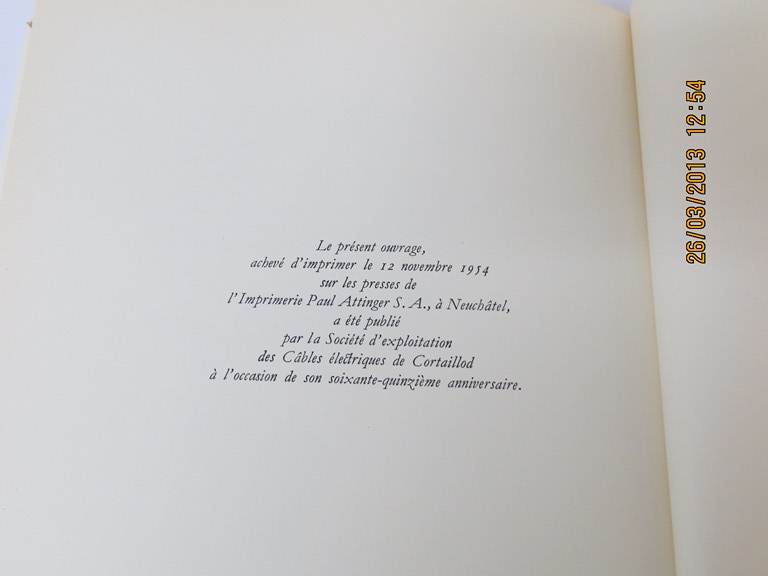 Le présent ouvrage,
achevé d'imprimer le 12 novembre 1954
sur les presses de
l'Imprimerie Paul Attinger S. A., à Neuchâtel,
a été publié
par la Société d'exploitation
des Câbles électriques de Cortaillod
à l'occasion de son soixante-quinzième anniversaire.
26/03/2013 12:54